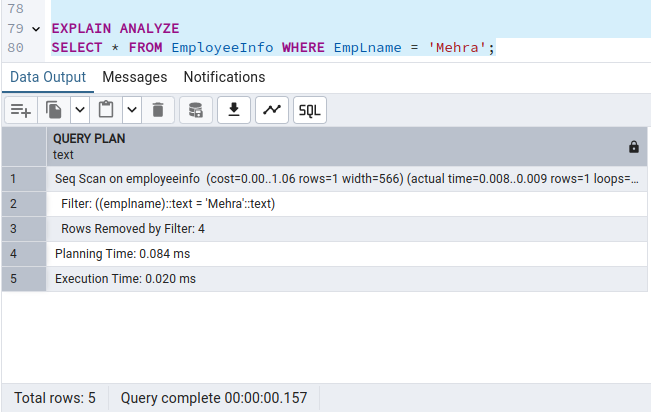 78
79 EXPLAIN ANALYZE
80 SELECT * FROM EmployeeInfo WHERE EmpLname = 'Mehra';
Data Output Messages Notifications
SQL
QUERY PLAN
text
1 Seq Scan on employeeinfo (cost=0.00..1.06 rows=1 width=566) (actual time=0.008..0.009 rows=1 loops=...
2 Filter: ((emplname)::text = 'Mehra'::text)
3 Rows Removed by Filter: 4
4 Planning Time: 0.084 ms
5 Execution Time: 0.020 ms
Total rows: 5 Query complete 00:00:00.157